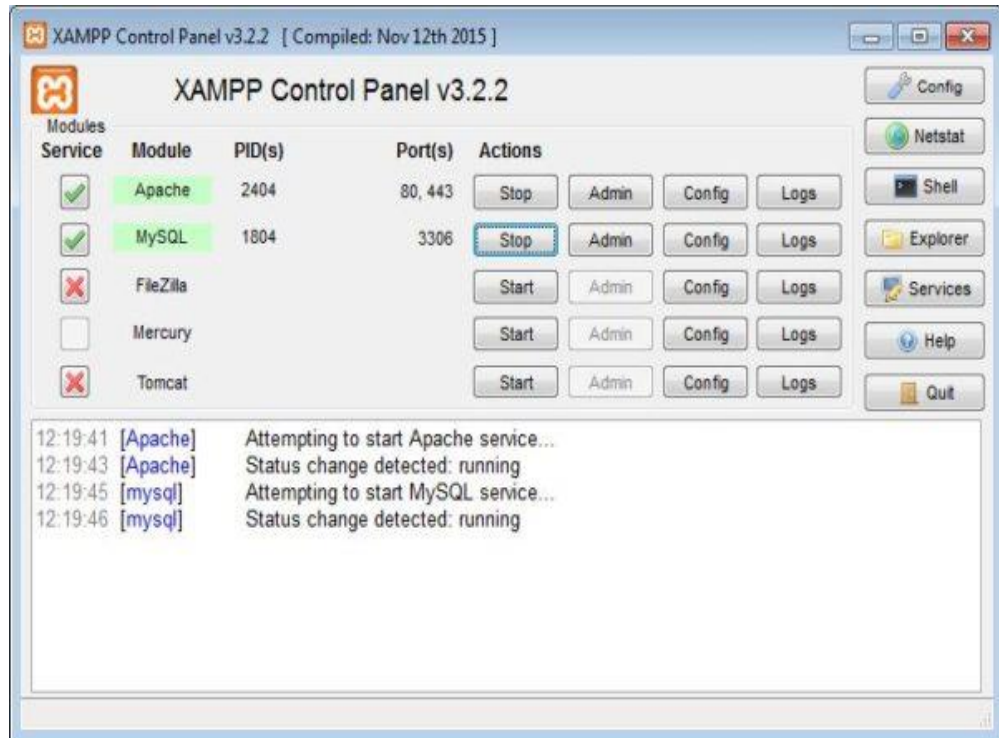 XAMPP Control Panel v3.2.2 [ Compiled: Nov 12th 2015 ]
XAMPP Control Panel v3.2.2
Config
Modules
Service Module PID(s) Port(s) Actions
Netstat
Apache 2404 80, 443 Stop Admin Config Logs
Shell
MySQL 1804 3306 Stop Admin Config Logs
Explorer
FileZilla Start Admin Config Logs
Services
Mercury Start Admin Config Logs
Help
Tomcat Start Admin Config Logs
Quit
12:19:41 [Apache] Attempting to start Apache service...
12:19:43 [Apache] Status change detected: running
12:19:45 [mysql] Attempting to start MySQL service...
12:19:46 [mysql] Status change detected: running